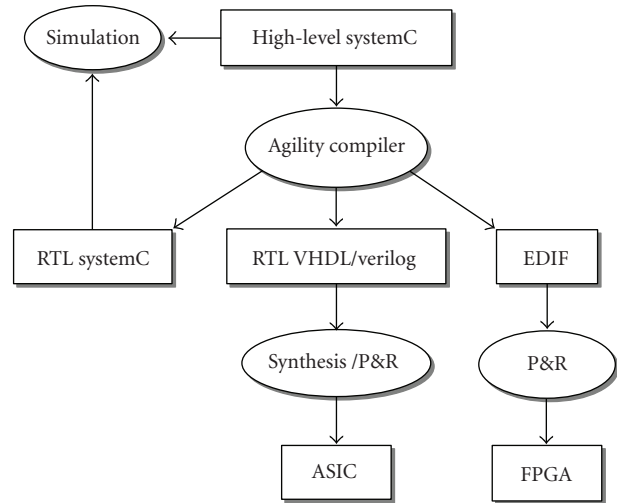 Simulation
High-level systemC
Agility compiler
RTL systemC
RTL VHDL/verilog
EDIF
Synthesis /P&R
P&R
ASIC
FPGA